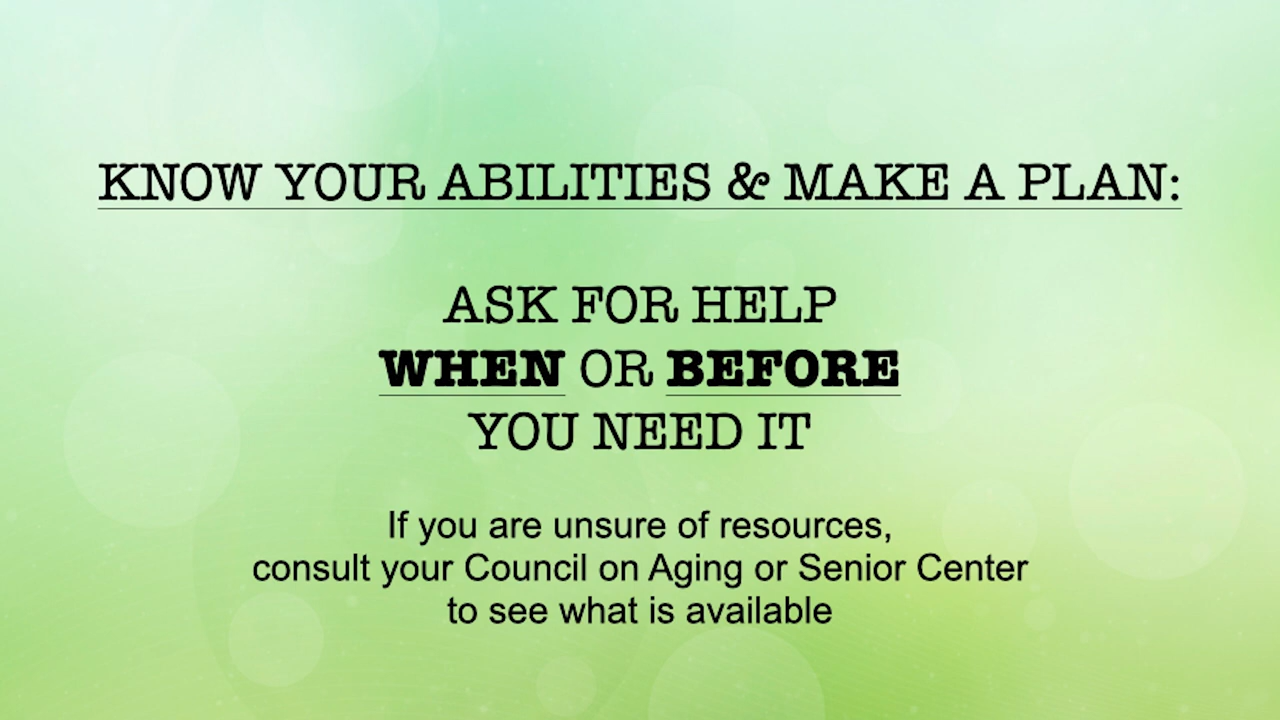 KNOW YOUR ABILITIES & MAKE A PLAN:
ASK FOR HELP
WHEN OR BEFORE
YOU NEED IT
If you are unsure of resources,
consult your Council on Aging or Senior Center
to see what is available